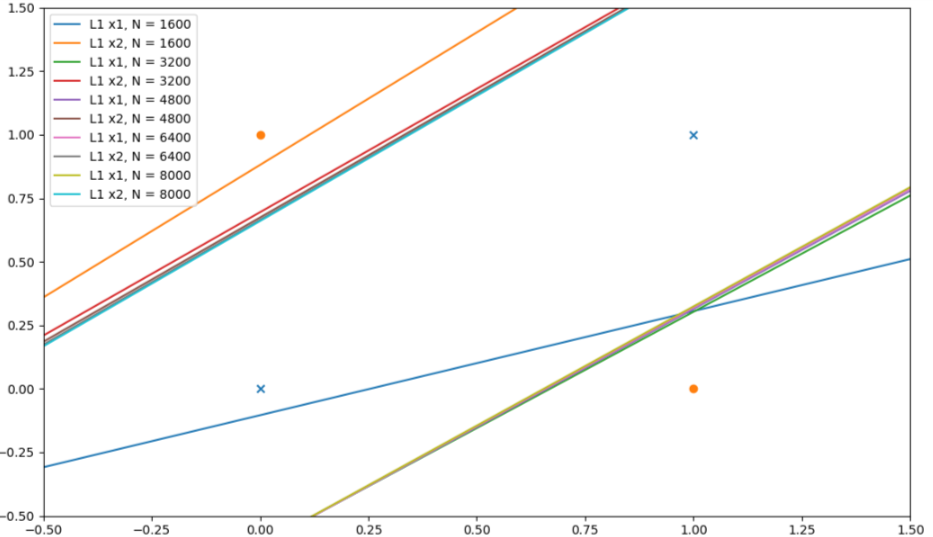 1.50
1.25
1.00
0.75
0.50
0.25
0.00
−0.25
−0.50
L1 x1, N = 1600
L1 x2, N = 1600
L1 x1, N = 3200
L1 x2, N = 3200
L1 x1, N = 4800
L1 x2, N = 4800
L1 x1, N = 6400
L1 x2, N = 6400
L1 x1, N = 8000
L1 x2, N = 8000
−0.50 −0.25 0.00 0.25 0.50 0.75 1.00 1.25 1.50